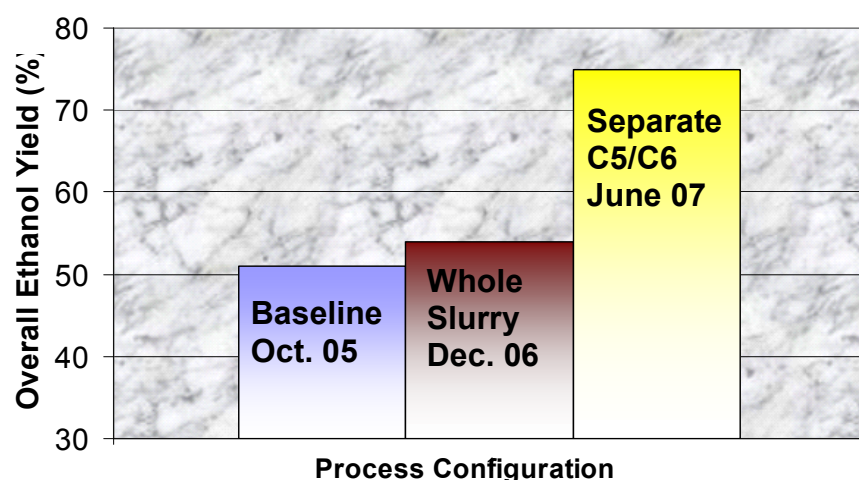 80
70
60
50
40
30
Overall Ethanol Yield (%)
Baseline
Oct. 05
Whole
Slurry
Dec. 06
Separate
C5/C6
June 07
Process Configuration